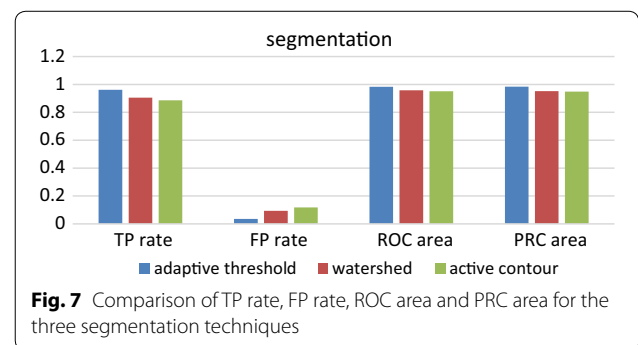 segmentation
1.2
1
0.8
0.6
0.4
0.2
0
TP rate FP rate ROC area PRC area
adaptive threshold watershed active contour
Fig. 7 Comparison of TP rate, FP rate, ROC area and PRC area for the
three segmentation techniques